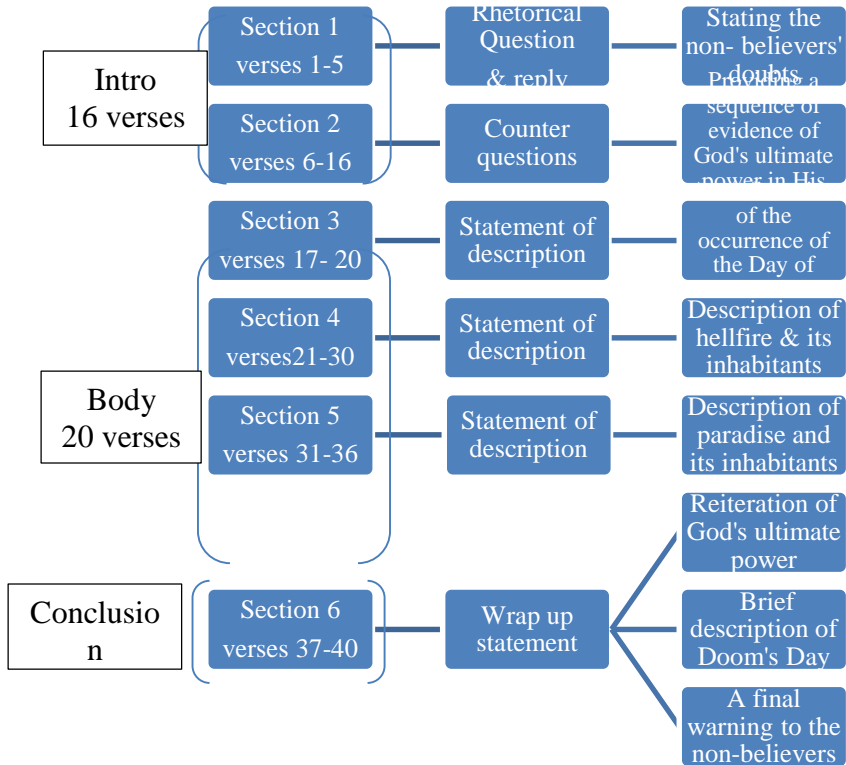 Intro
16 verses
Section 1
verses 1-5
Rhetorical
Question
& reply
Stating the
non- believers'
doubts
Section 2
verses 6-16
Counter
questions
Providing a
sequence of
evidence of
God's ultimate
power in His
Body
20 verses
Section 3
verses 17- 20
Statement of
description
of the
occurrence of
the Day of
Section 4
verses21-30
Statement of
description
Description of
hellfire & its
inhabitants
Section 5
verses 31-36
Statement of
description
Description of
paradise and
its inhabitants
Conclusio
n
Section 6
verses 37-40
Wrap up
statement
Reiteration of
God's ultimate
power
Brief
description of
Doom's Day
A final
warning to the
non-believers